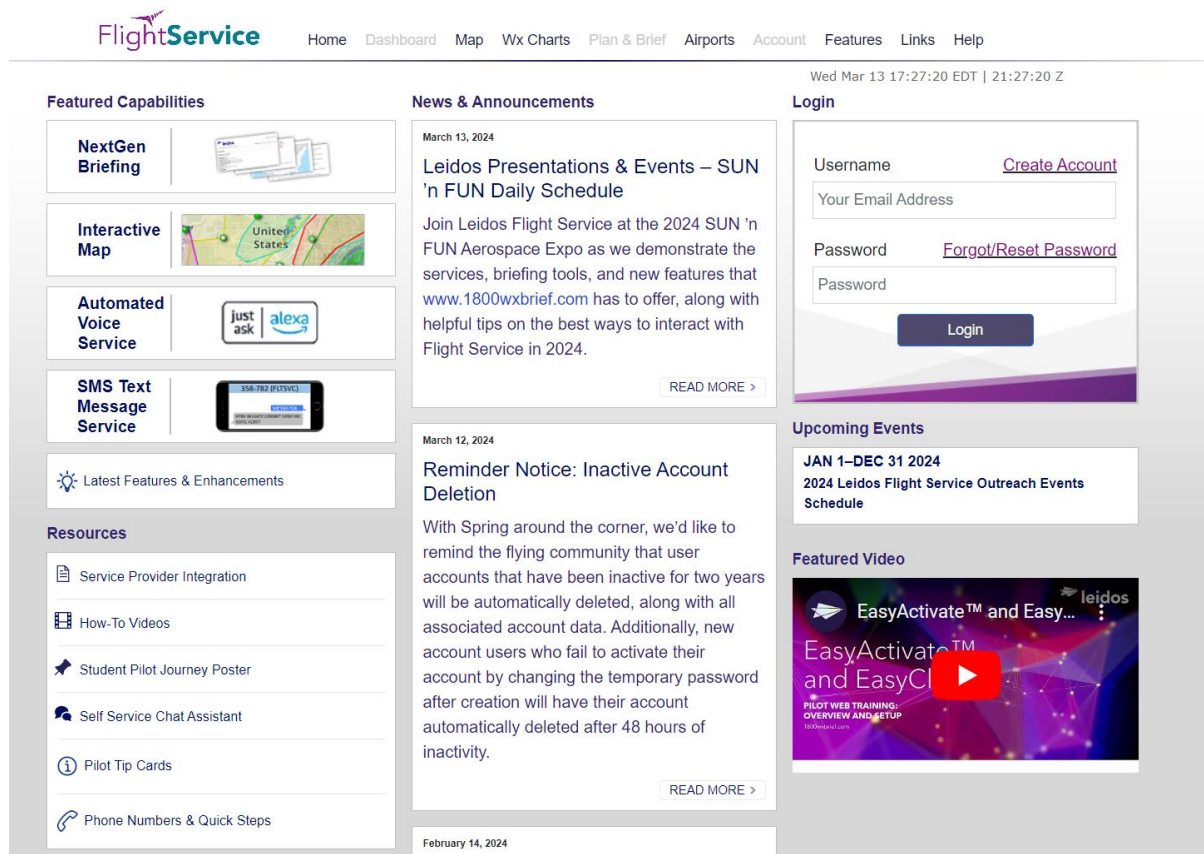 FlightService
Home Dashboard Map Wx Charts Plan & Brief Airports Account Features Links Help
Wed Mar 13 17:27:20 EDT | 21:27:20 Z
Featured Capabilities
NextGen
Briefing
Interactive
Map
United
States
Automated
Voice
Service
just
ask
alexa
SMS Text
Message
Service
358-782 (FLTSVC)
Latest Features & Enhancements
Resources
Service Provider Integration
How-To Videos
Student Pilot Journey Poster
Self Service Chat Assistant
Pilot Tip Cards
Phone Numbers & Quick Steps
News & Announcements
March 13, 2024
Leidos Presentations & Events – SUN
’n FUN Daily Schedule
Join Leidos Flight Service at the 2024 SUN ’n
FUN Aerospace Expo as we demonstrate the
services, briefing tools, and new features that
www.1800wxbrief.com has to offer, along with
helpful tips on the best ways to interact with
Flight Service in 2024.
READ MORE >
March 12, 2024
Reminder Notice: Inactive Account
Deletion
With Spring around the corner, we’d like to
remind the flying community that user
accounts that have been inactive for two years
will be automatically deleted, along with all
associated account data. Additionally, new
account users who fail to activate their
account by changing the temporary password
after creation will have their account
automatically deleted after 48 hours of
inactivity.
READ MORE >
February 14, 2024
Login
Username Create Account
Your Email Address
Password Forgot/Reset Password
Password
Login
Upcoming Events
JAN 1–DEC 31 2024
2024 Leidos Flight Service Outreach Events
Schedule
Featured Video
leidos
EasyActivate™ and Easy...
EasyActivate™
and EasyCl
PILOT WEB TRAINING:
OVERVIEW AND SETUP
1800wxbrief.com